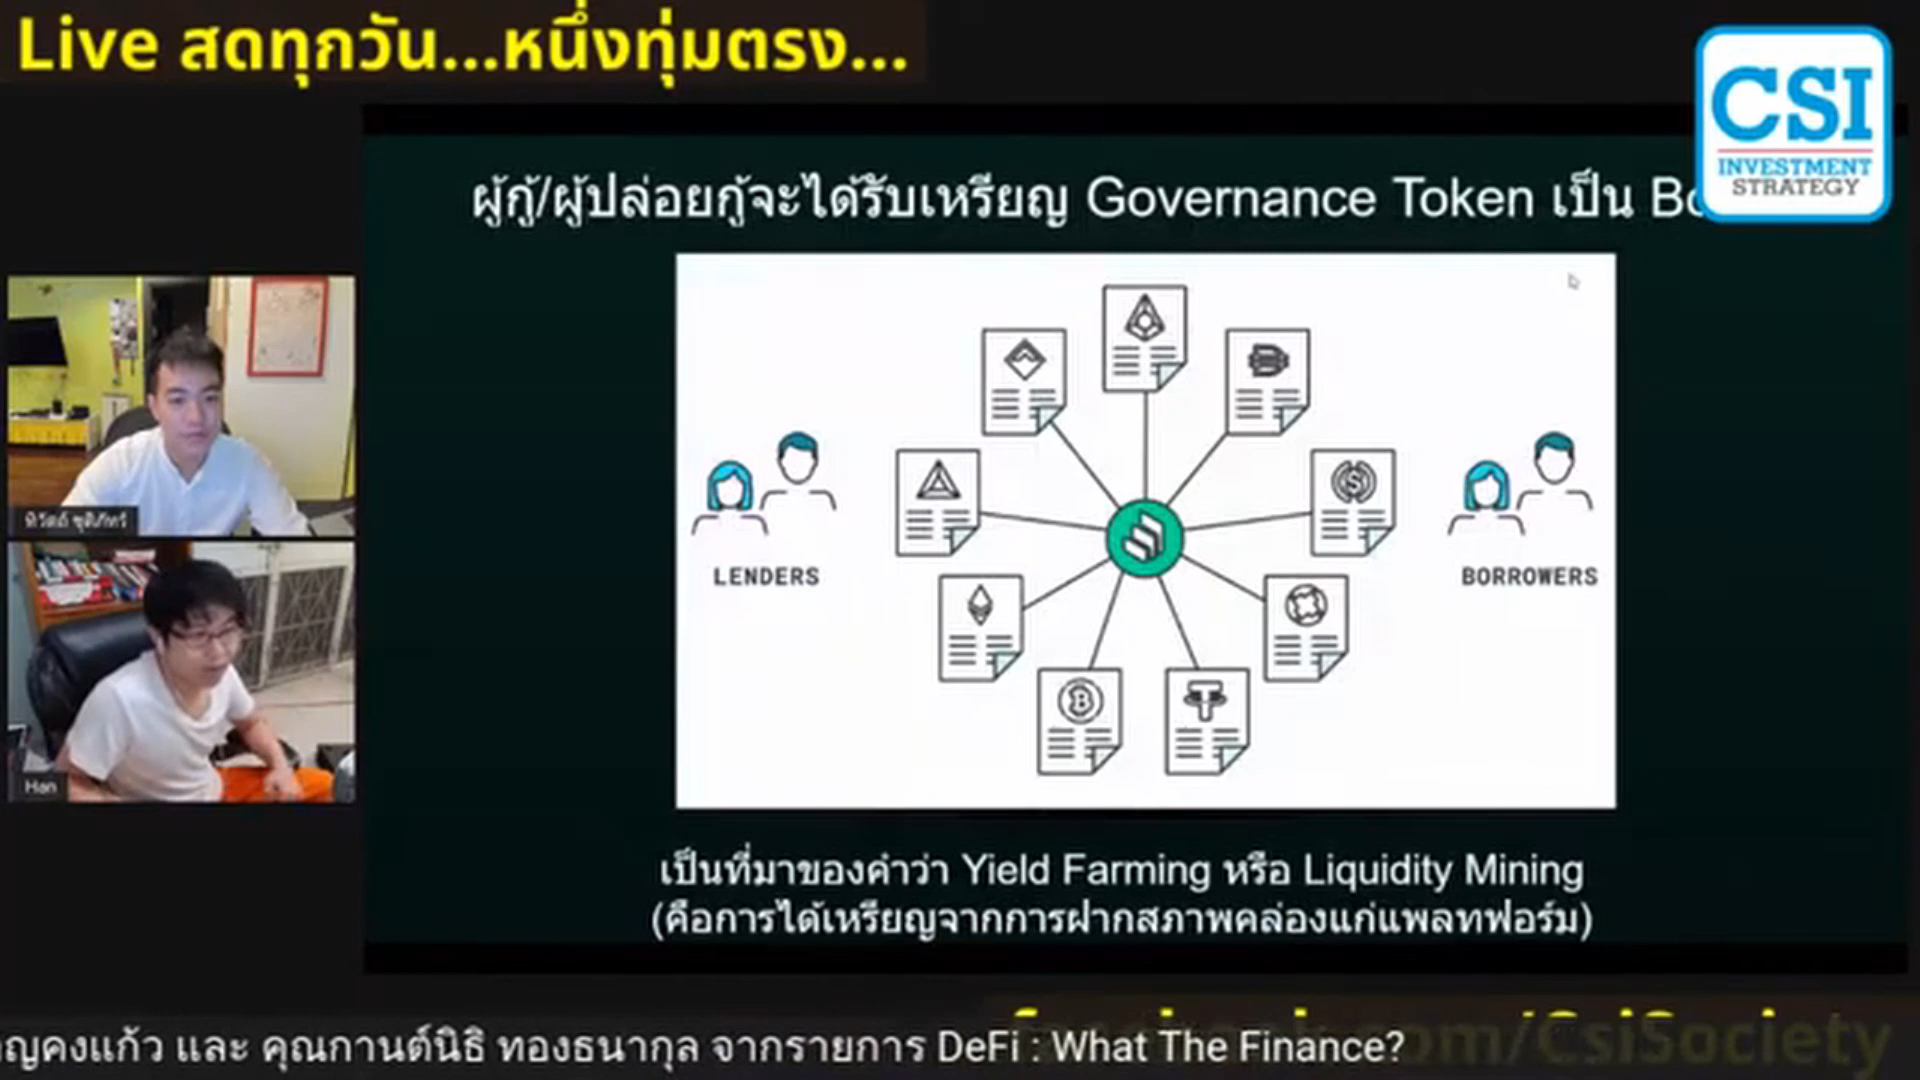 Live สดทุกวัน...หนึ่งทุ่มตรง...
CSI
INVESTMENT
STRATEGY
ผู้กู้/ผู้ปล่อยกู้จะได้รับเหรียญ Governance Token เป็น Bo
LENDERS
BORROWERS
Han
เป็นที่มาของคำว่า Yield Farming หรือ Liquidity Mining
(คือการได้เหรียญจากการฝากสภาพคล่องแก่แพลทฟอร์ม)
com/CsiSociety
ญคงแก้ว และ คุณกานต์นิธิ ทองธนากุล จากรายการ DeFi : What The Finance?